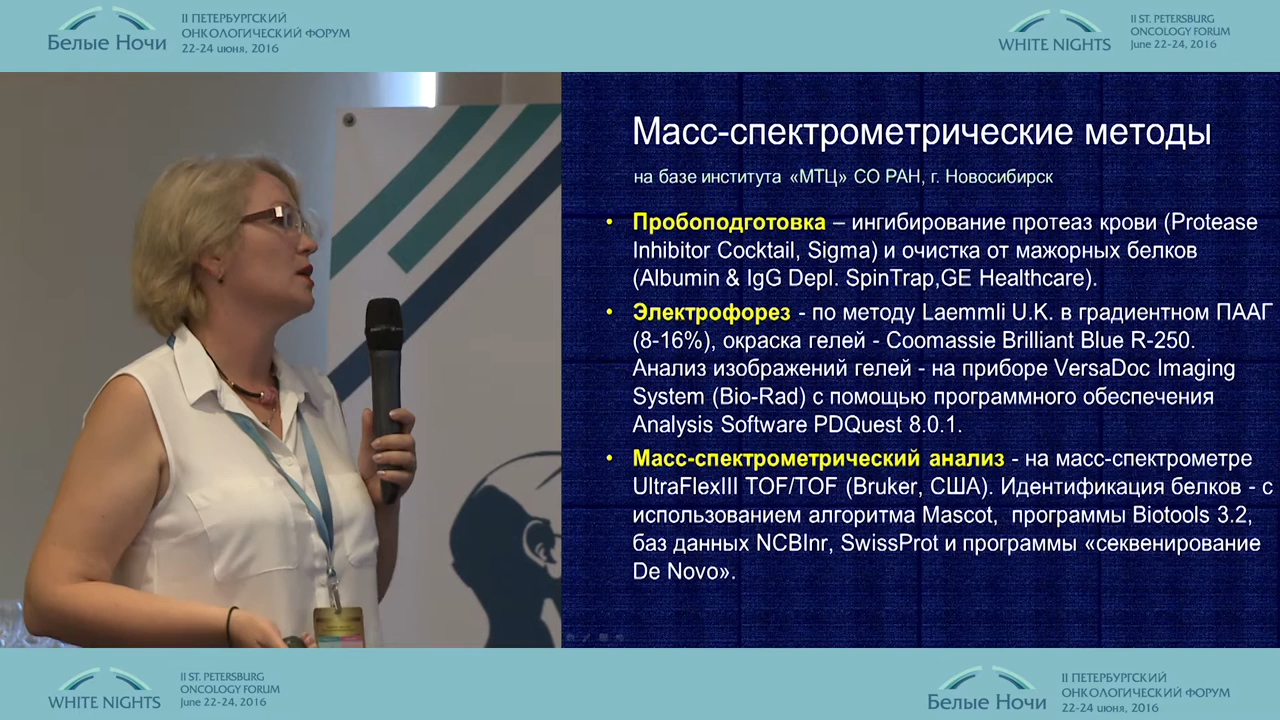 Белые Ночи
II ПЕТЕРБУРГСКИЙ
ОНКОЛОГИЧЕСКИЙ ФОРУМ
22-24 июня, 2016
WHITE NIGHTS
II ST. PETERSBURG
ONCOLOGY FORUM
June 22-24, 2016
Масс-спектрометрические методы
на базе института «МТЦ» СО РАН, г. Новосибирск
• Пробоподготовка – ингибирование протеаз крови (Protease
Inhibitor Cocktail, Sigma) и очистка от мажорных белков
(Albumin & IgG Depl. SpinTrap,GE Healthcare).
• Электрофорез - по методу Laemmli U.K. в градиентном ПААГ
(8-16%), окраска гелей - Coomassie Brilliant Blue R-250.
Анализ изображений гелей - на приборе VersaDoc Imaging
System (Bio-Rad) с помощью программного обеспечения
Analysis Software PDQuest 8.0.1.
• Масс-спектрометрический анализ - на масс-спектрометре
UltraFlexIII TOF/TOF (Bruker, США). Идентификация белков - с
использованием алгоритма Mascot, программы Biotools 3.2,
баз данных NCBInr, SwissProt и программы «секвенирование
De Novo».
WHITE NIGHTS
II ST. PETERSBURG
ONCOLOGY FORUM
June 22-24, 2016
Белые Ночи
II ПЕТЕРБУРГСКИЙ
ОНКОЛОГИЧЕСКИЙ ФОРУМ
22-24 июня, 2016